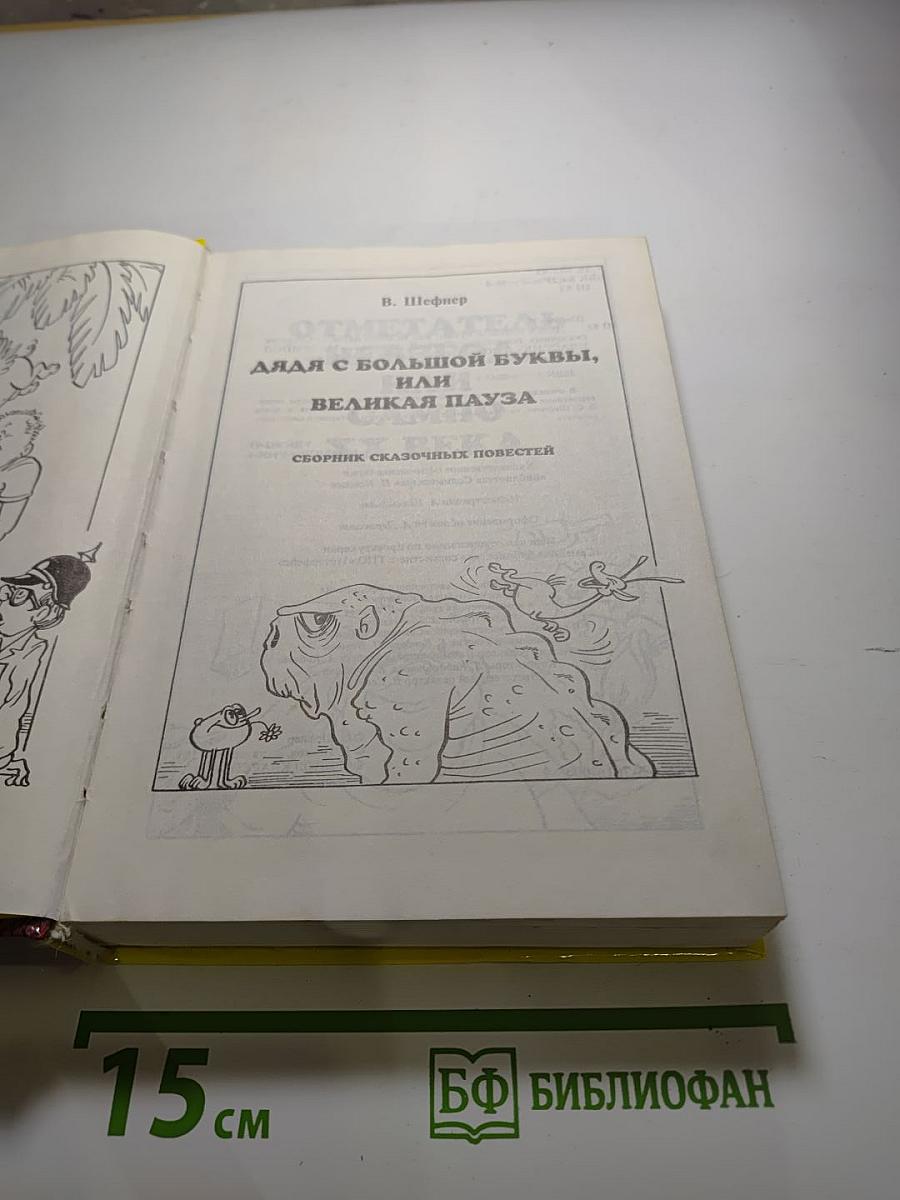 В. Шефнер
ДЯДЯ С БОЛЬШОЙ БУКВЫ,
ИЛИ
ВЕЛИКАЯ ПАУЗА
СБОРНИК СКАЗОЧНЫХ ПОВЕСТЕЙ
15 см
БФ БИБЛИОФАН